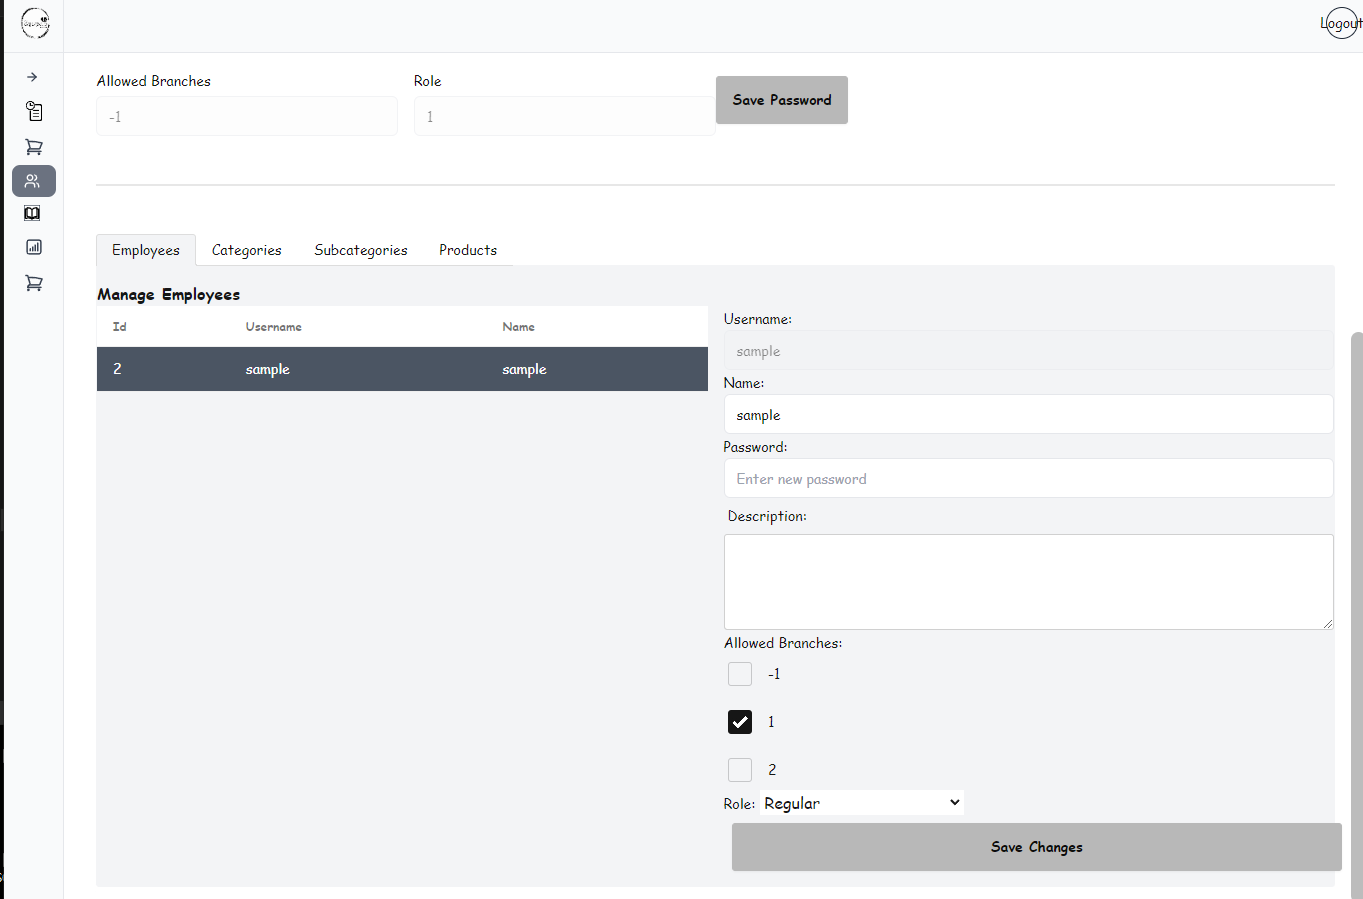 Logout
Allowed Branches
Role
-1
1
Save Password
Employees
Categories
Subcategories
Products
Manage Employees
Id Username Name
2 sample sample
Username:
sample
Name:
sample
Password:
Enter new password
Description:
Allowed Branches:
-1
1
2
Role: Regular
Save Changes